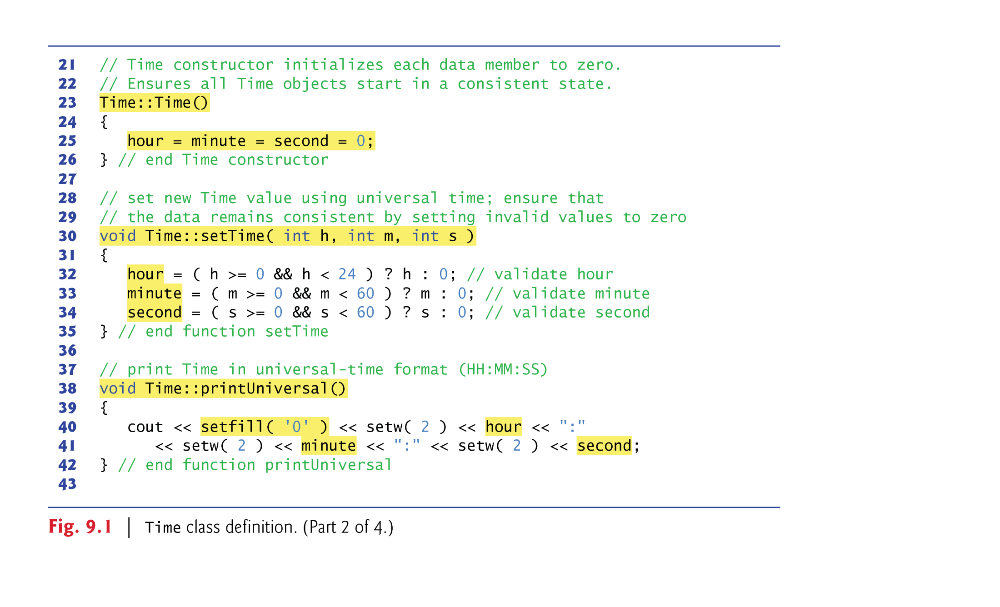 21 // Time constructor initializes each data member to zero.
22 // Ensures all Time objects start in a consistent state.
23 Time::Time()
24 {
25    hour = minute = second = 0;
26 } // end Time constructor
27
28 // set new Time value using universal time; ensure that
29 // the data remains consistent by setting invalid values to zero
30 void Time::setTime( int h, int m, int s )
31 {
32    hour = ( h >= 0 && h < 24 ) ? h : 0; // validate hour
33    minute = ( m >= 0 && m < 60 ) ? m : 0; // validate minute
34    second = ( s >= 0 && s < 60 ) ? s : 0; // validate second
35 } // end function setTime
36
37 // print Time in universal-time format (HH:MM:SS)
38 void Time::printUniversal()
39 {
40    cout << setfill( '0' ) << setw( 2 ) << hour << ":"
41       << setw( 2 ) << minute << ":" << setw( 2 ) << second;
42 } // end function printUniversal
43
Fig. 9.1 | Time class definition. (Part 2 of 4.)